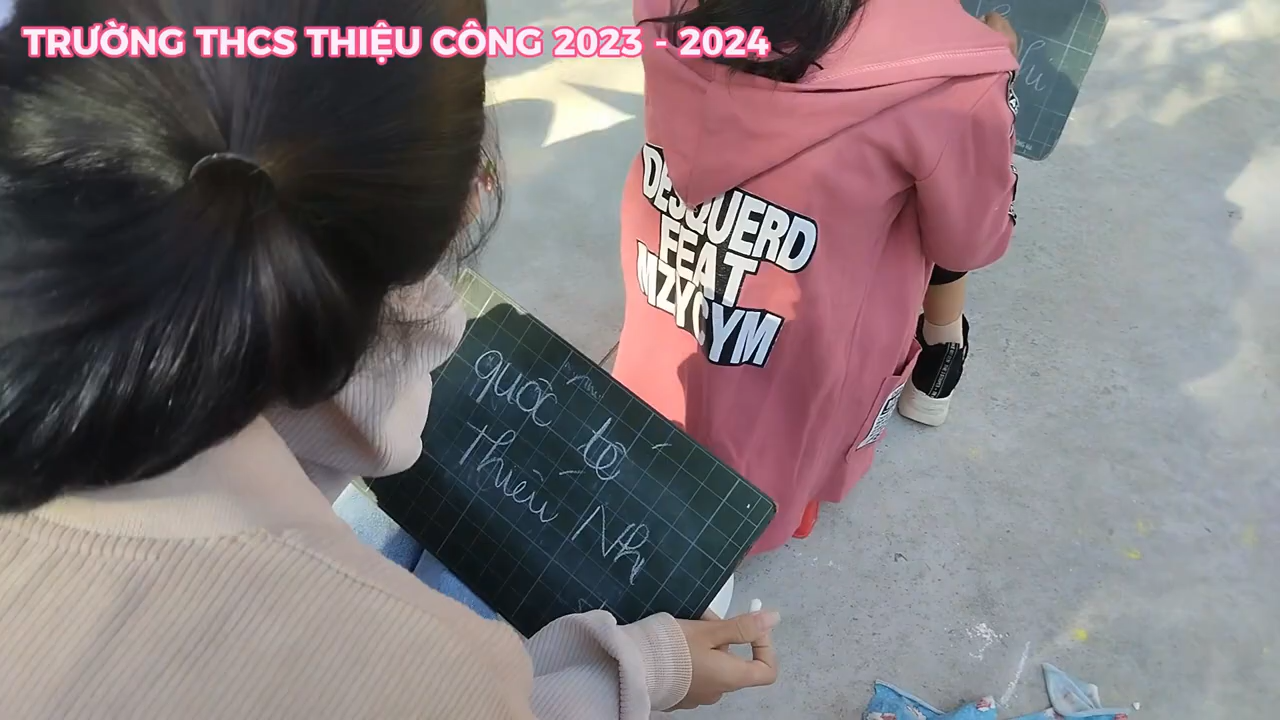 TRƯỜNG THCS THIỆU CÔNG 2023 - 2024
DESQUERD
FEAT
MZYCYM
quốc tế
Thiếu Nhi